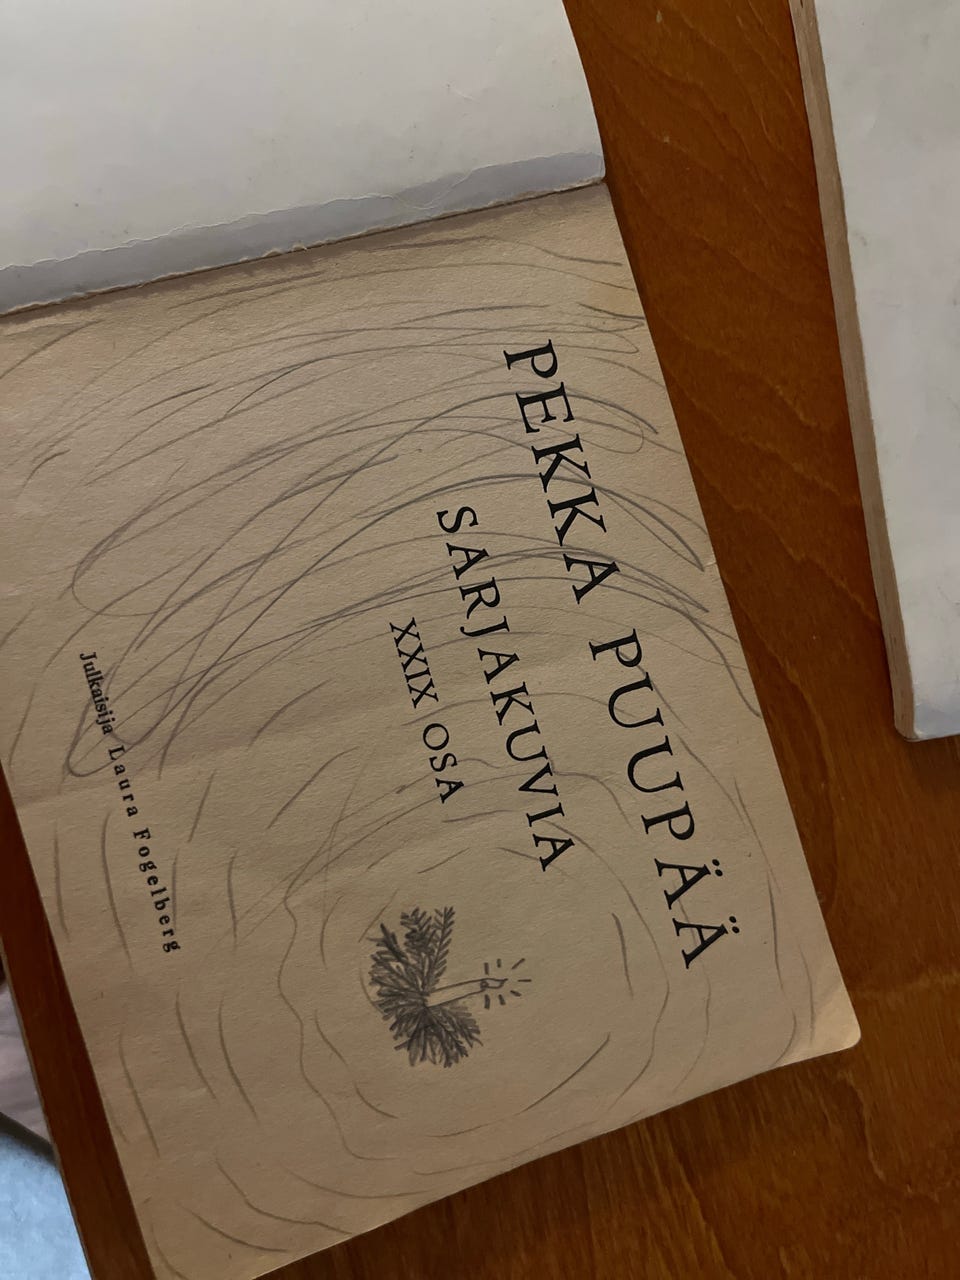 PEKKA PUUPÄÄ
SARJAKUVIA
XXIX OSA
Julkaisija Laura Fogelberg